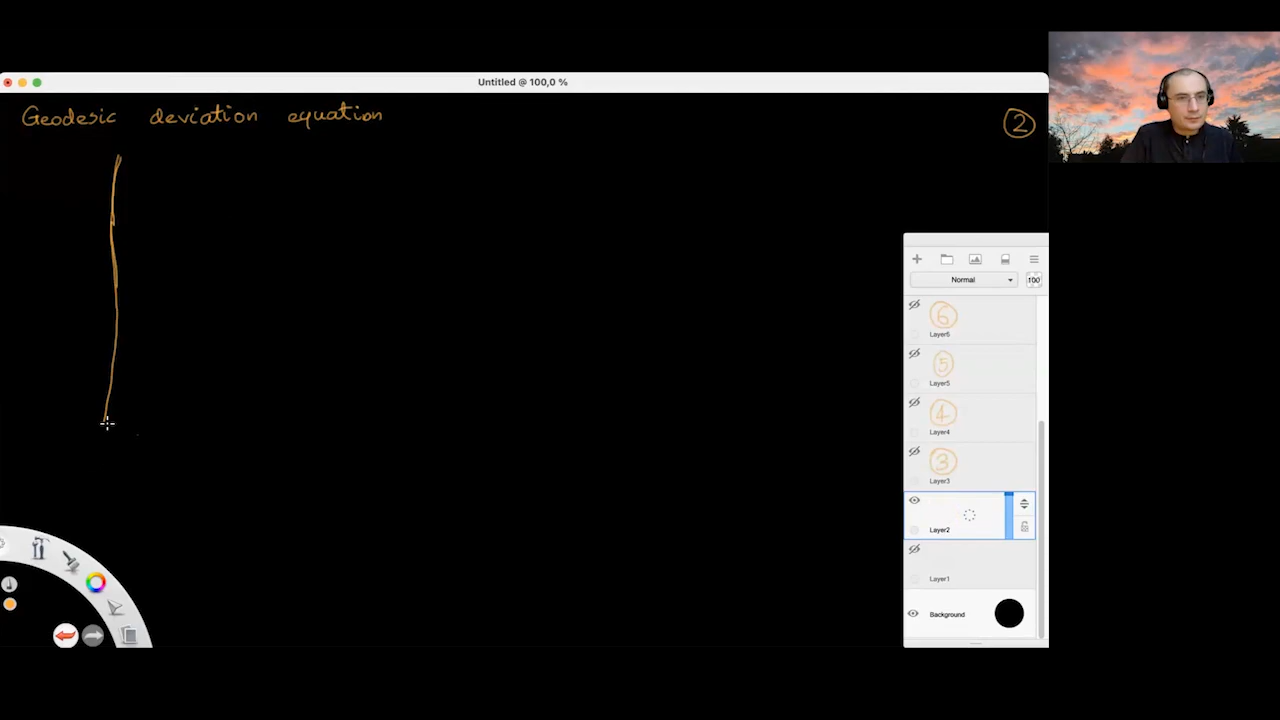 Untitled @ 100,0 %
Geodesic deviation equation
2
Normal
100
6
Layer6
5
Layer5
4
Layer4
3
Layer3
Layer2
Layer1
Background